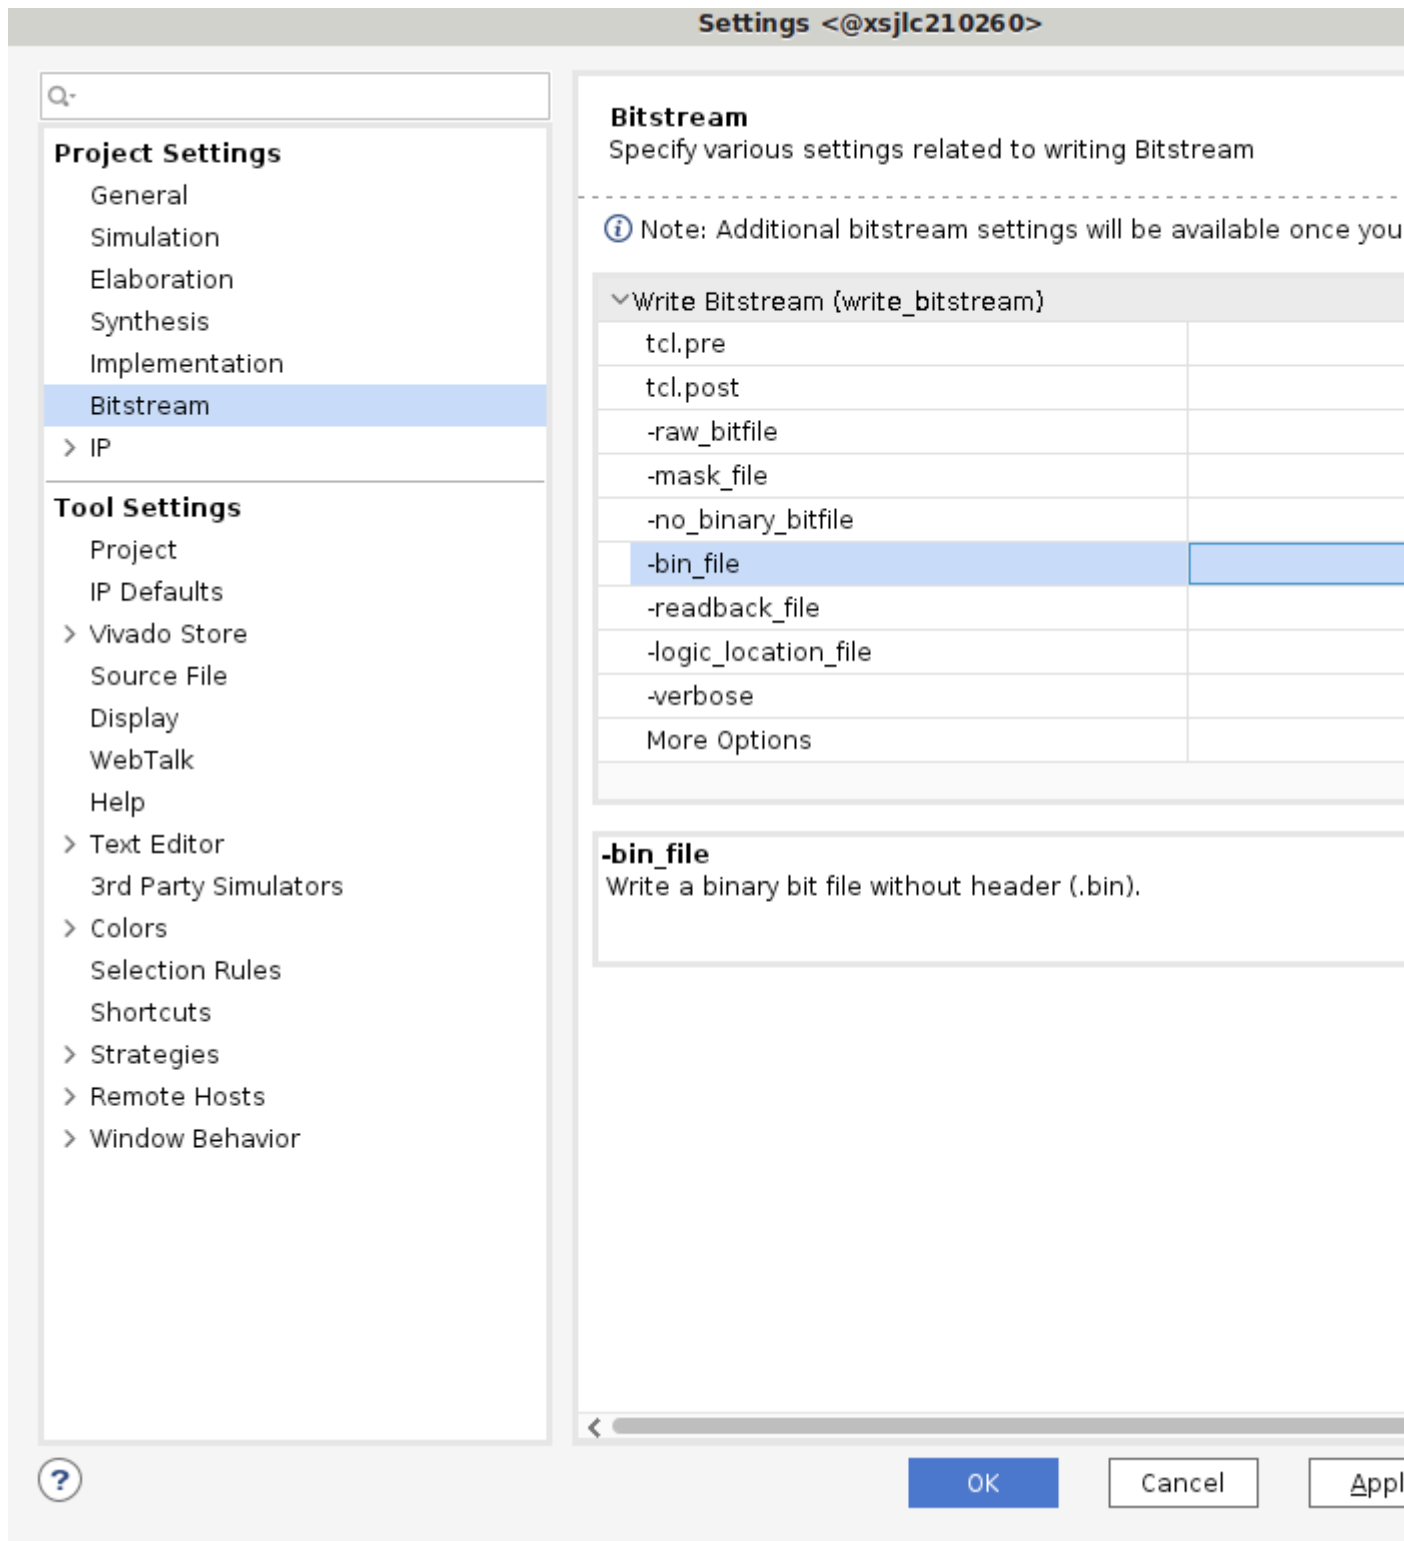 Settings <@xsjlc210260>
Project Settings
General
Simulation
Elaboration
Synthesis
Implementation
Bitstream
IP
Tool Settings
Project
IP Defaults
Vivado Store
Source File
Display
WebTalk
Help
Text Editor
3rd Party Simulators
Colors
Selection Rules
Shortcuts
Strategies
Remote Hosts
Window Behavior
Bitstream
Specify various settings related to writing Bitstream
Note: Additional bitstream settings will be available once you
Write Bitstream (write_bitstream)
tcl.pre
tcl.post
-raw_bitfile
-mask_file
-no_binary_bitfile
-bin_file
-readback_file
-logic_location_file
-verbose
More Options
-bin_file
Write a binary bit file without header (.bin).
?
OK
Cancel
Appl